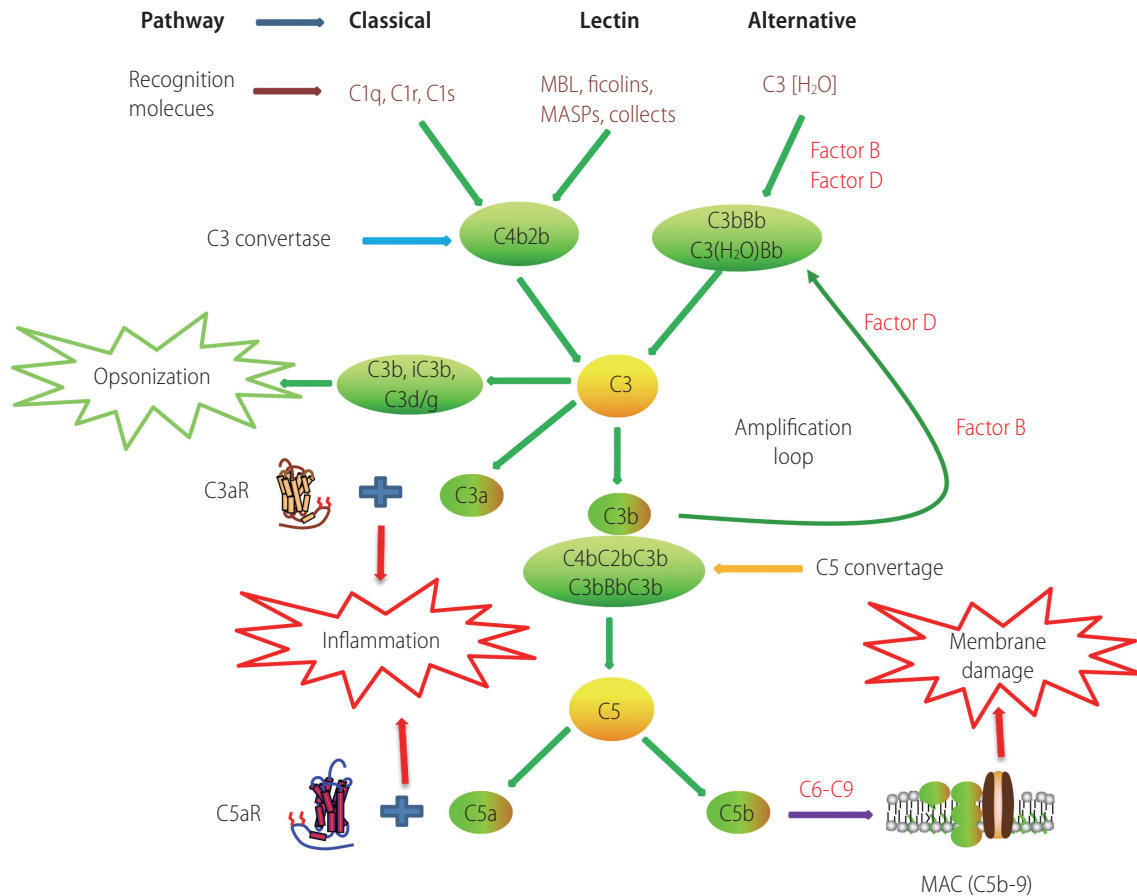 Pathway
Classical
Lectin
Alternative
Recognition
molecues
C1q, C1r, C1s
MBL, ficolins,
MASPs, collects
C3 [H₂O]
Factor B
Factor D
C3 convertase
C4b2b
C3bBb
C3(H₂O)Bb
Factor D
Opsonization
C3b, iC3b,
C3d/g
C3
Amplification
loop
Factor B
C3aR
C3a
C3b
C4bC2bC3b
C3bBbC3b
C5 convertage
Inflammation
Membrane
damage
C5
C5aR
C5a
C5b
C6-C9
MAC (C5b-9)